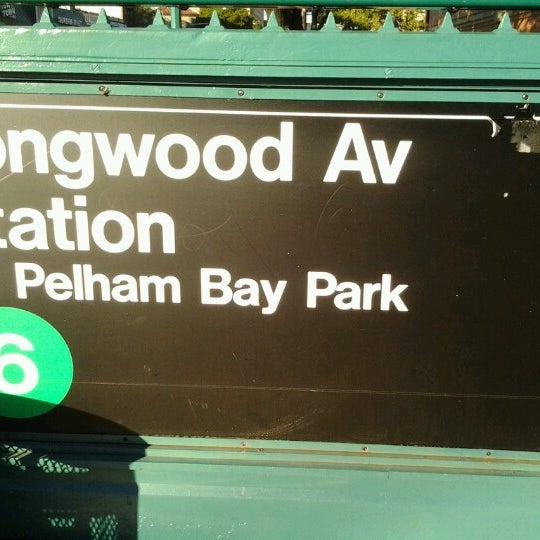 ongwood Av
tation
Pelham Bay Park
6